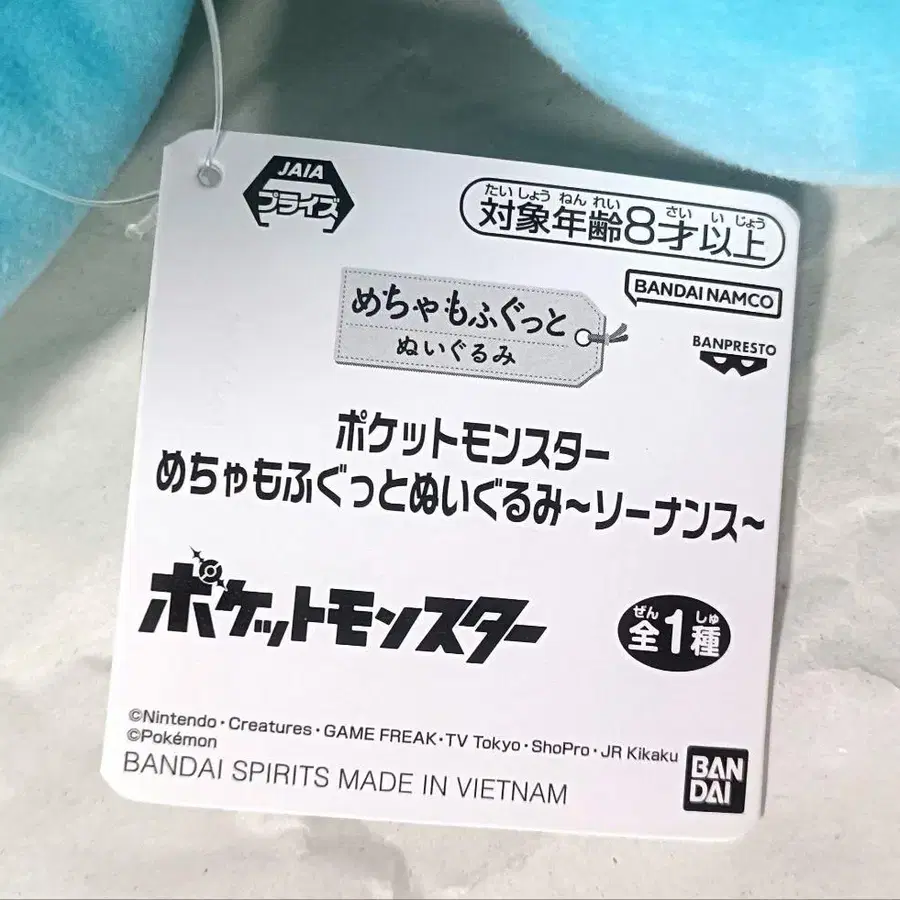 JAIA
プライズ
たいしょうねんれい さいいじょう
対象年齢8才以上
BANDAI NAMCO
めちゃもふぐっと
ぬいぐるみ
BANPRESTO
ポケットモンスター
めちゃもふぐっとぬいぐるみ~ソーナンス~
ポケットモンスター
ぜん しゅ
全1種
©Nintendo・Creatures・GAME FREAK・TV Tokyo・ShoPro・JR Kikaku
©Pokémon
BANDAI SPIRITS MADE IN VIETNAM
BAN
DAI